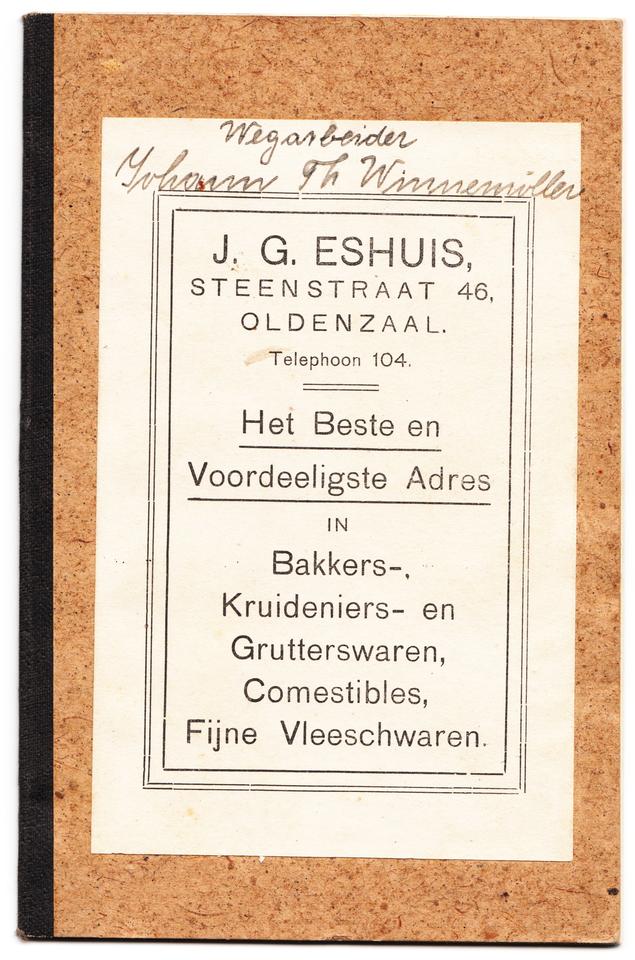 Wegarbeider
Johann Th Winnemöller
J. G. ESHUIS,
STEENSTRAAT 46,
OLDENZAAL.
Telephoon 104.
Het Beste en
Voordeeligste Adres
IN
Bakkers-,
Kruideniers- en
Grutterswaren,
Comestibles,
Fijne Vleeschwaren.